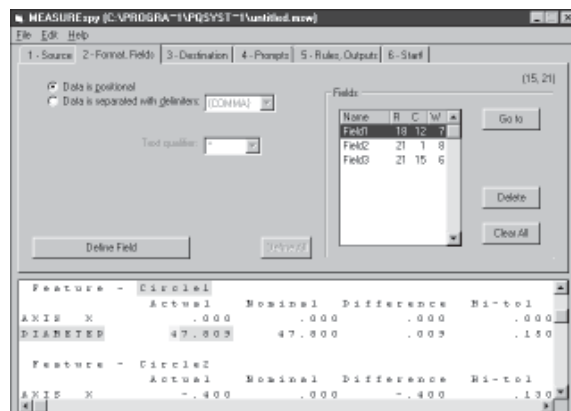 MEASUREspy (C:\PROGRA~1\PQSYST~1\untitled.msw)
File Edit Help
1 - Source 2 - Format, Fields 3 - Destination 4 - Prompts 5 - Rules, Outputs 6 - Start!
(15, 21)
Data is positional
Data is separated with delimiters: {COMMA}
Text qualifier: "
Fields
Name R C W
Field1 18 12 7
Field2 21 1 8
Field3 21 15 6
Go to
Delete
Clear All
Define Field
Define All
Feature - Circle1
Actual Nominal Difference Hi-tol
AXIS X .000 .000 .000 .000
DIAMETER 47.809 47.800 .009 .150
Feature - Circle2
Actual Nominal Difference Hi-tol
AXIS X -.400 .000 -.400 .130